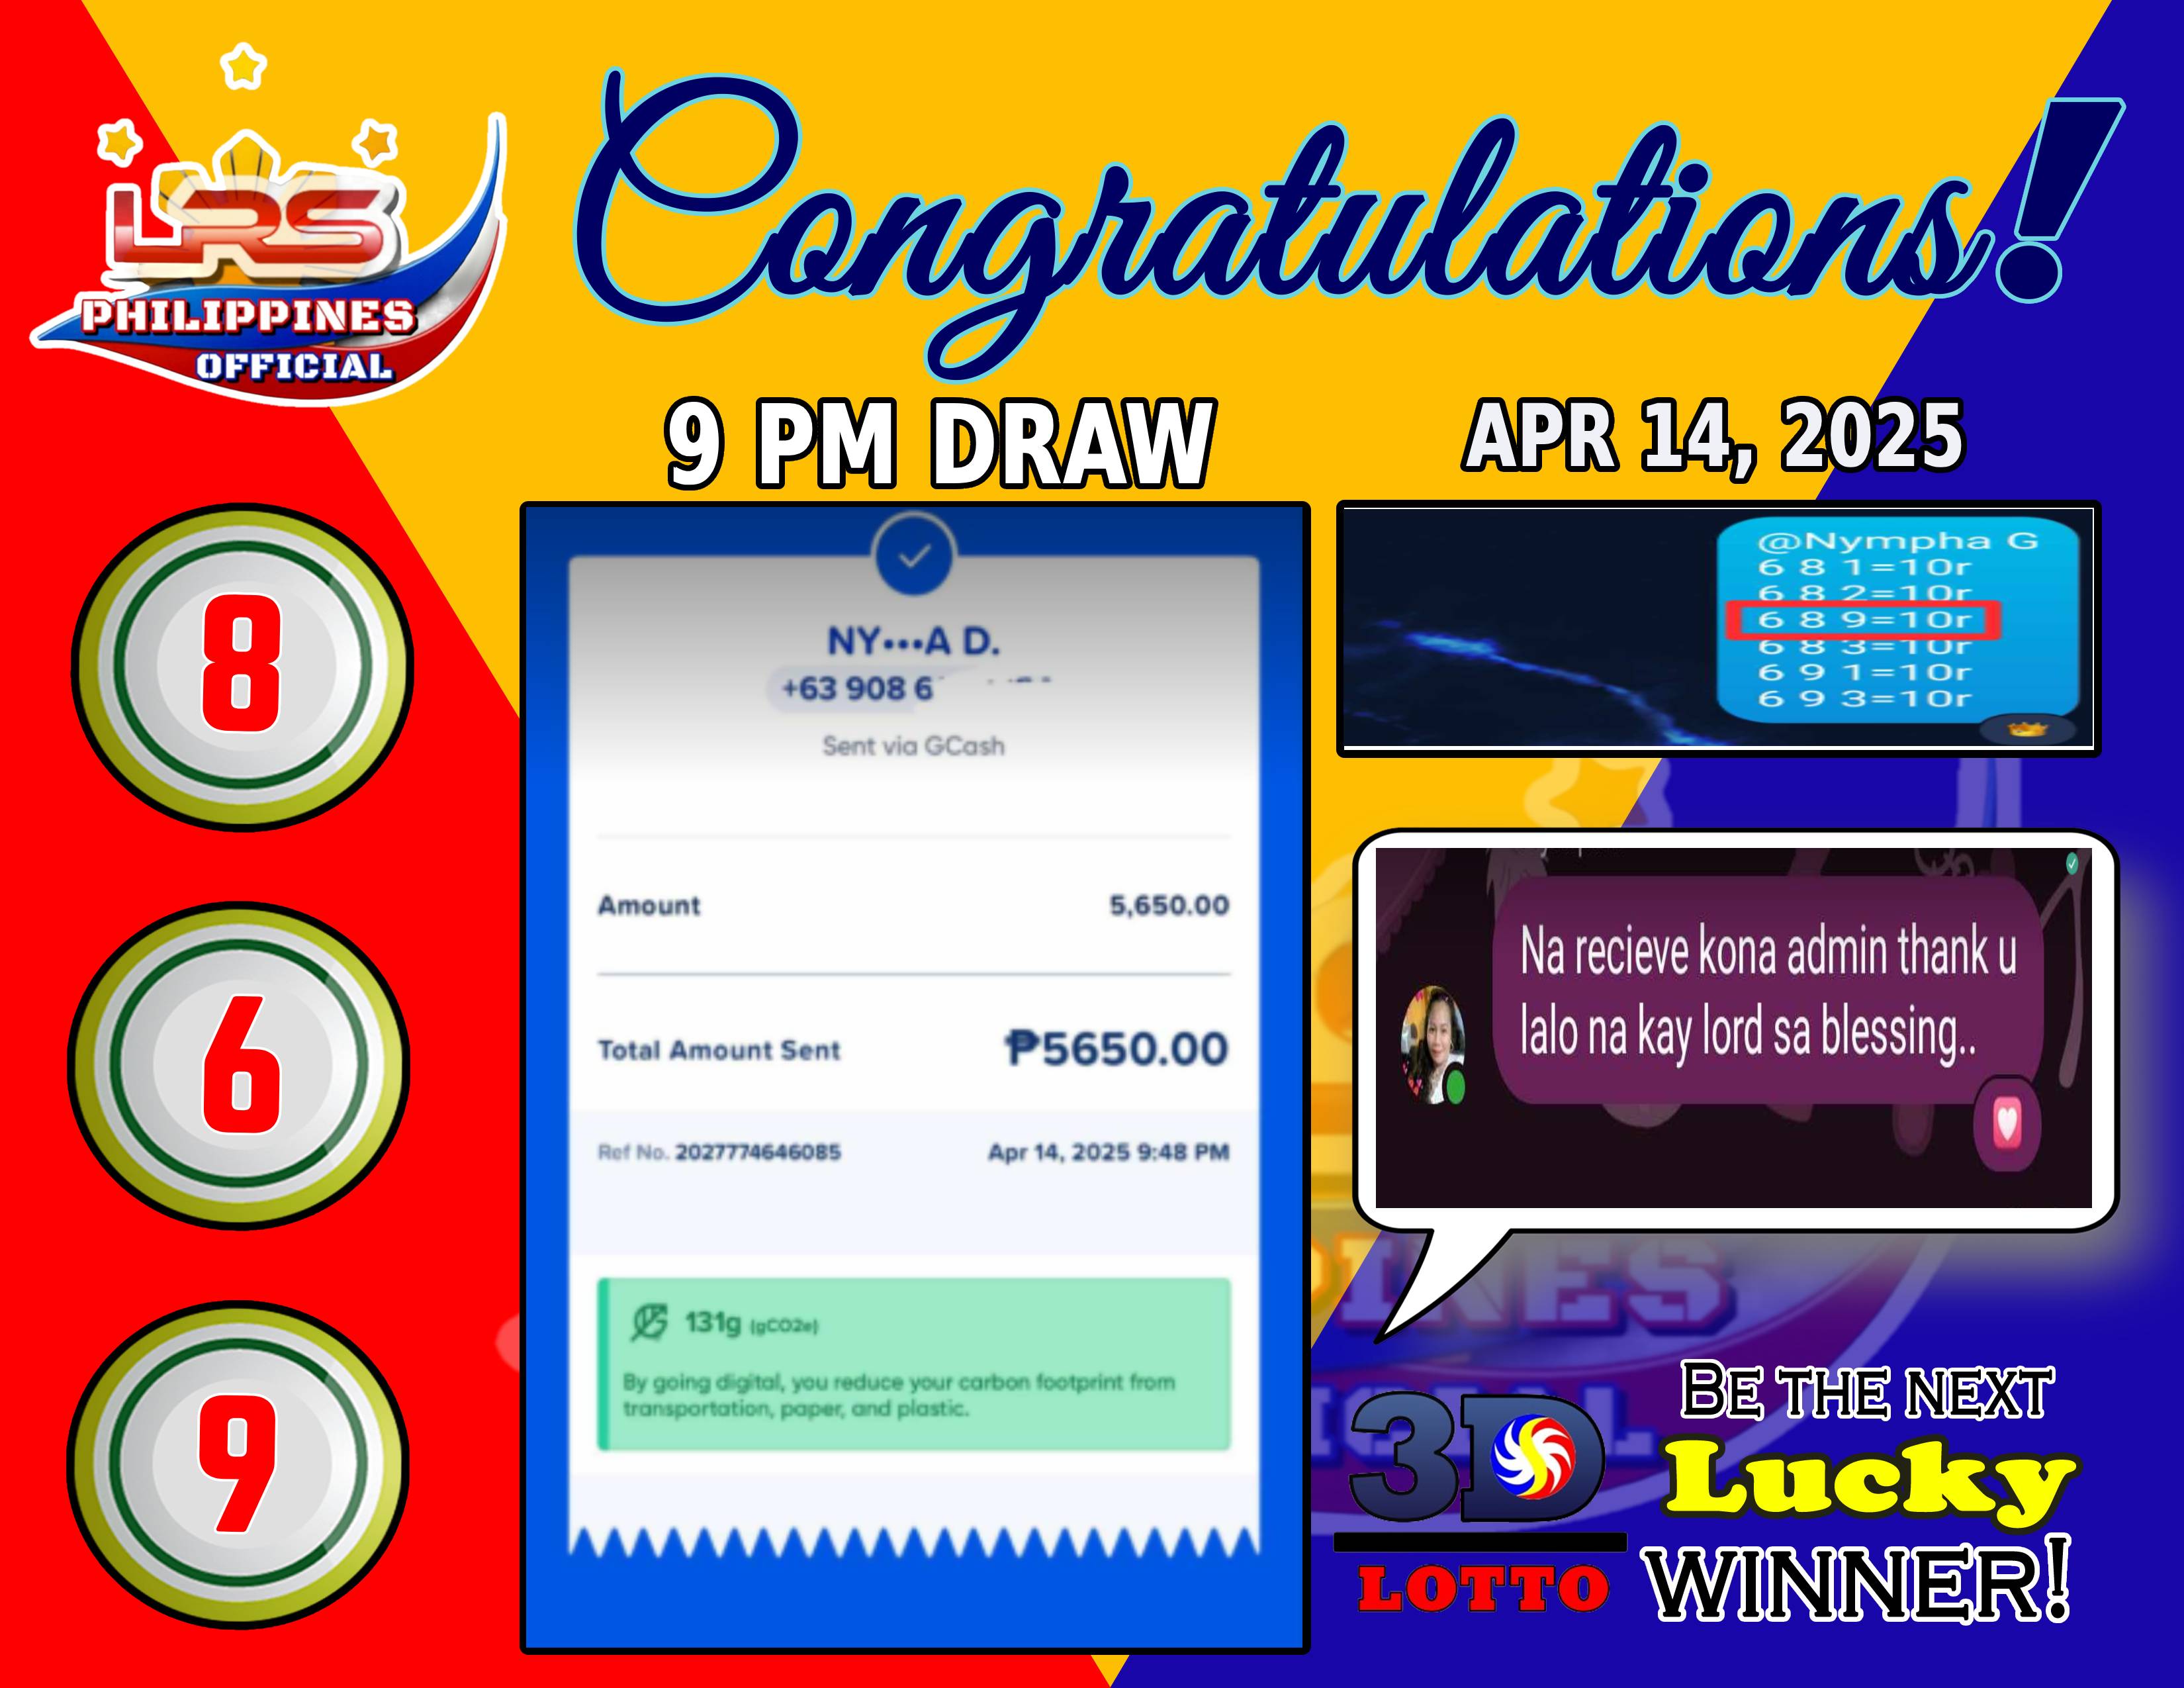 LRS
PHILIPPINES
OFFICIAL
Congratulations!
9 PM DRAW
APR 14, 2025
8
6
9
NY•••A D.
+63 908 6
Sent via GCash
Amount 5,650.00
Total Amount Sent ₱5650.00
Ref No. 2027774646085 Apr 14, 2025 9:48 PM
131g (gCO2e)
By going digital, you reduce your carbon footprint from
transportation, paper, and plastic.
@Nympha G
6 8 1=10r
6 8 2=10r
6 8 9=10r
6 8 3=10r
6 9 1=10r
6 9 3=10r
Na recieve kona admin thank u
lalo na kay lord sa blessing..
3D
LOTTO
BE THE NEXT
Lucky
WINNER!